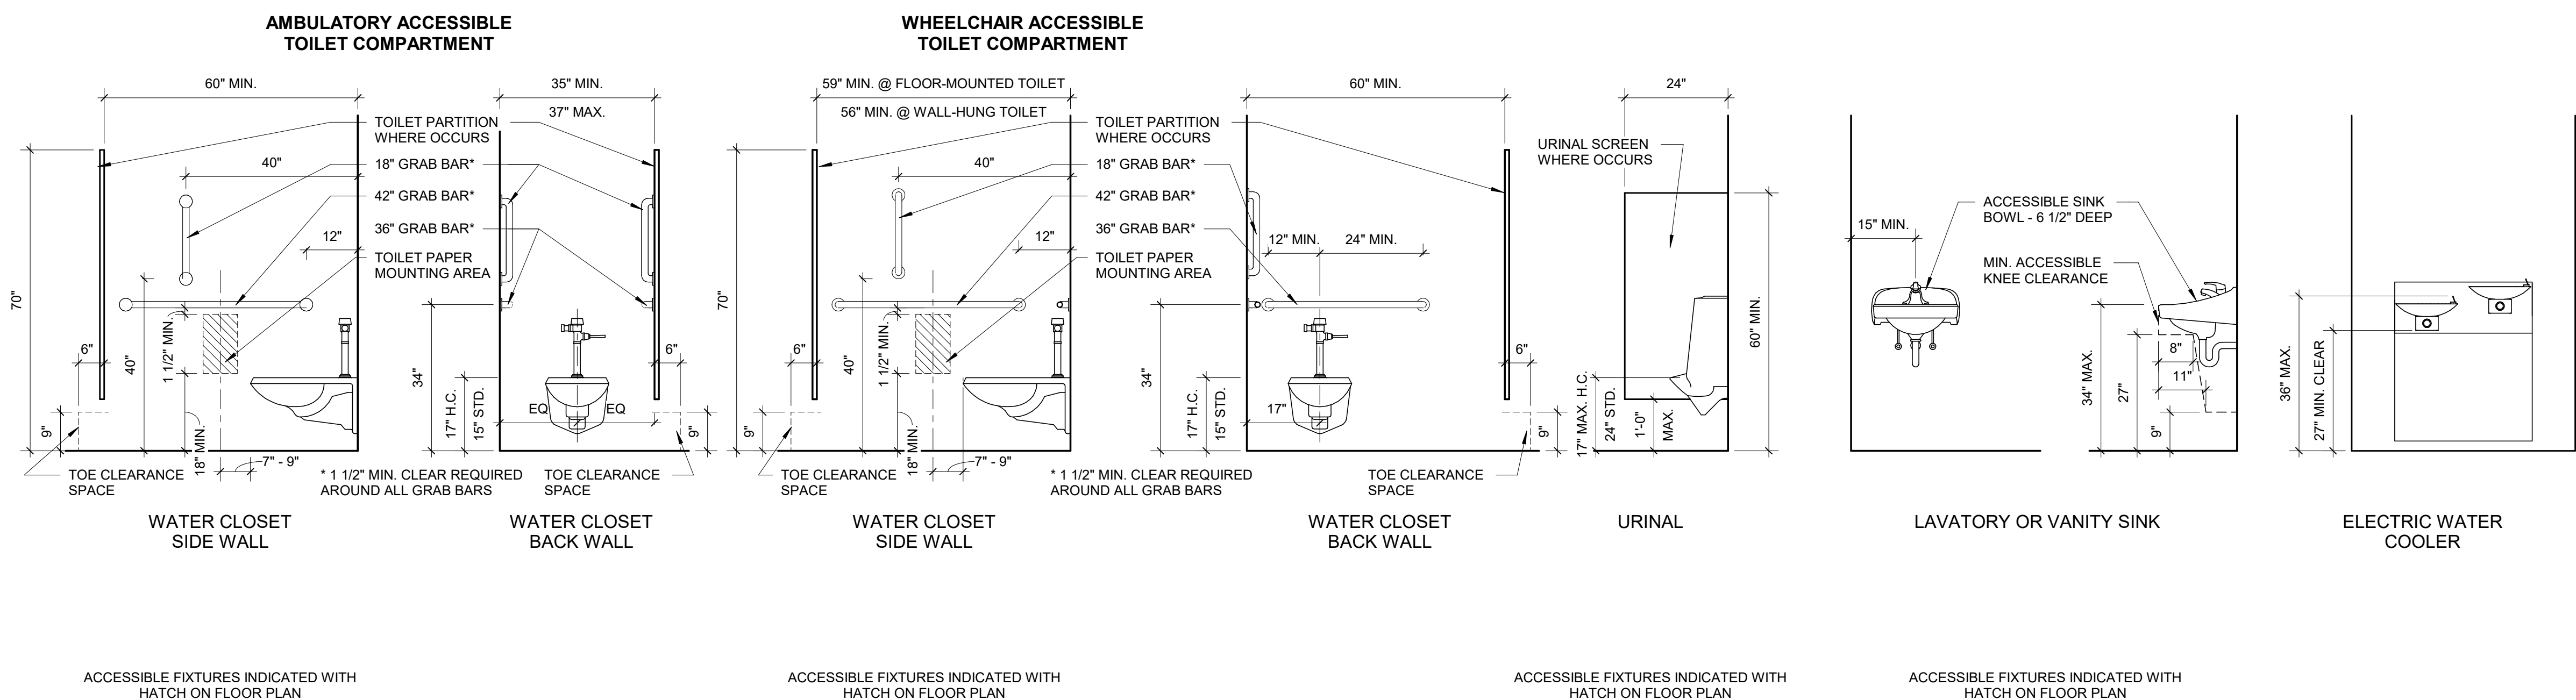 AMBULATORY ACCESSIBLE
TOILET COMPARTMENT
60" MIN.
35" MIN.
37" MAX.
TOILET PARTITION
WHERE OCCURS
40"
18" GRAB BAR*
42" GRAB BAR*
36" GRAB BAR*
12"
TOILET PAPER
MOUNTING AREA
70"
6"
40"
1 1/2" MIN.
18" MIN.
9"
7" - 9"
TOE CLEARANCE
SPACE
34"
17" H.C.
15" STD.
EQ
EQ
6"
9"
* 1 1/2" MIN. CLEAR REQUIRED
AROUND ALL GRAB BARS
TOE CLEARANCE
SPACE
WATER CLOSET
SIDE WALL
WATER CLOSET
BACK WALL
ACCESSIBLE FIXTURES INDICATED WITH
HATCH ON FLOOR PLAN
WHEELCHAIR ACCESSIBLE
TOILET COMPARTMENT
59" MIN. @ FLOOR-MOUNTED TOILET
56" MIN. @ WALL-HUNG TOILET
60" MIN.
TOILET PARTITION
WHERE OCCURS
40"
18" GRAB BAR*
42" GRAB BAR*
36" GRAB BAR*
12"
TOILET PAPER
MOUNTING AREA
70"
6"
40"
1 1/2" MIN.
18" MIN.
9"
7" - 9"
TOE CLEARANCE
SPACE
12" MIN.
24" MIN.
34"
17" H.C.
15" STD.
17"
6"
9"
* 1 1/2" MIN. CLEAR REQUIRED
AROUND ALL GRAB BARS
TOE CLEARANCE
SPACE
WATER CLOSET
SIDE WALL
WATER CLOSET
BACK WALL
ACCESSIBLE FIXTURES INDICATED WITH
HATCH ON FLOOR PLAN
24"
URINAL SCREEN
WHERE OCCURS
60" MIN.
17" MAX. H.C.
24" STD.
1'-0"
MAX.
URINAL
ACCESSIBLE FIXTURES INDICATED WITH
HATCH ON FLOOR PLAN
15" MIN.
ACCESSIBLE SINK
BOWL - 6 1/2" DEEP
MIN. ACCESSIBLE
KNEE CLEARANCE
34" MAX.
27"
9"
8"
11"
LAVATORY OR VANITY SINK
ACCESSIBLE FIXTURES INDICATED WITH
HATCH ON FLOOR PLAN
36" MAX.
27" MIN. CLEAR
ELECTRIC WATER
COOLER